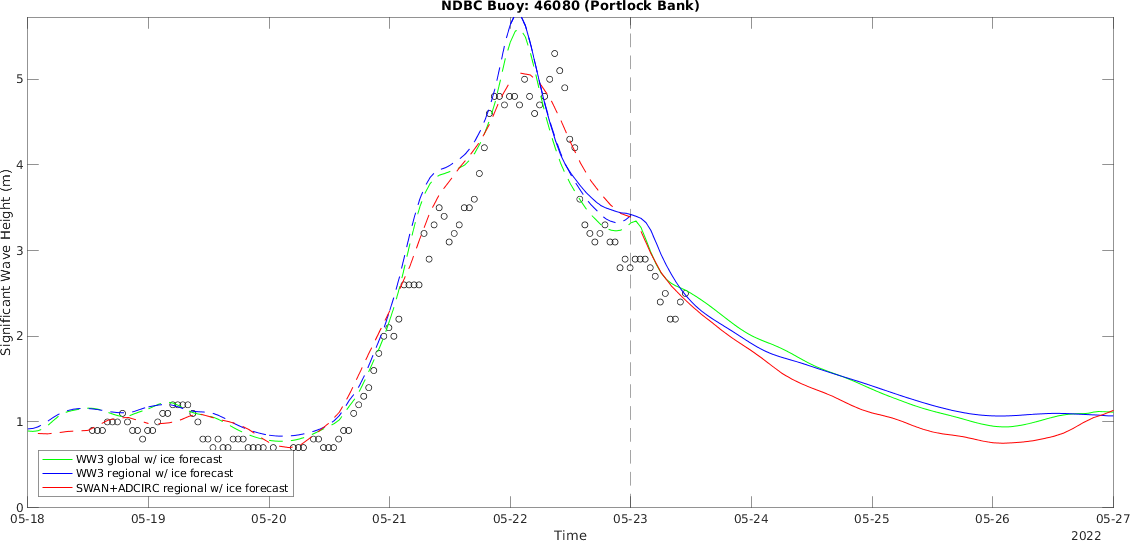 NDBC Buoy: 46080 (Portlock Bank)
Significant Wave Height (m)
5
4
3
2
1
0
WW3 global w/ ice forecast
WW3 regional w/ ice forecast
SWAN+ADCIRC regional w/ ice forecast
05-18 05-19 05-20 05-21 05-22 05-23 05-24 05-25 05-26 05-27
Time
2022